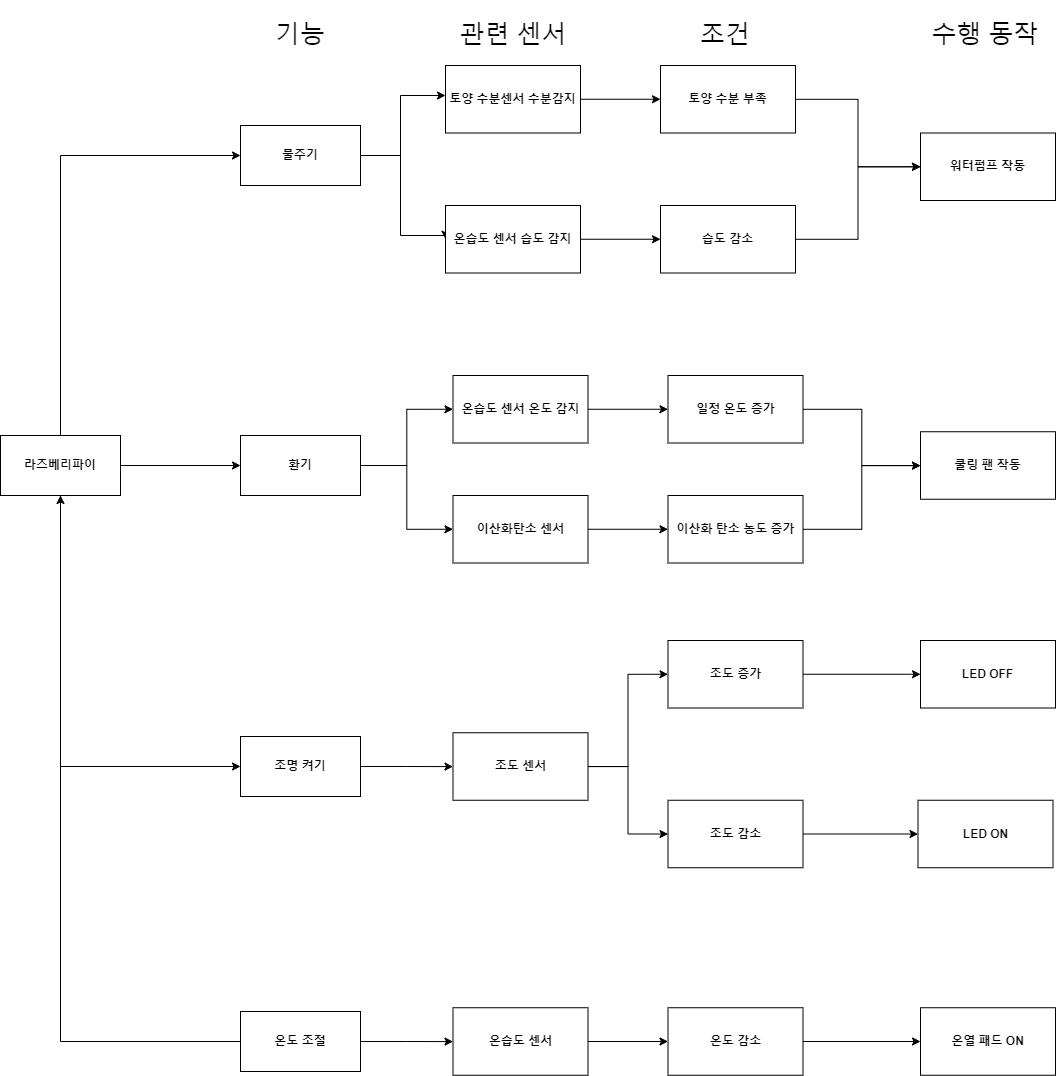 기능
관련 센서
조건
수행 동작
토양 수분센서 수분감지
토양 수분 부족
물주기
워터펌프 작동
온습도 센서 습도 감지
습도 감소
온습도 센서 온도 감지
일정 온도 증가
라즈베리파이
환기
쿨링 팬 작동
이산화탄소 센서
이산화 탄소 농도 증가
조도 증가
LED OFF
조명 켜기
조도 센서
조도 감소
LED ON
온도 조절
온습도 센서
온도 감소
온열 패드 ON